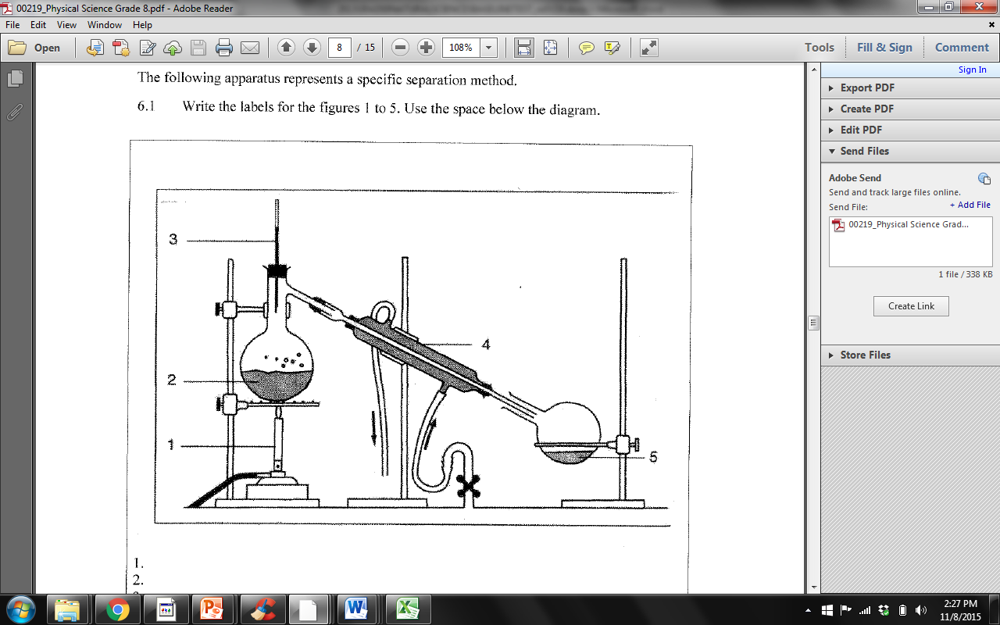 00219_Physical Science Grade 8.pdf - Adobe Reader
File Edit View Window Help
Open 8 / 15 108% Tools Fill & Sign Comment
Sign In
The following apparatus represents a specific separation method.
6.1 Write the labels for the figures 1 to 5. Use the space below the diagram.
3
4
2
1
5
1.
2.
Export PDF
Create PDF
Edit PDF
Send Files
Adobe Send
Send and track large files online.
+ Add File
Send File:
00219_Physical Science Grad...
1 file / 338 KB
Create Link
Store Files
2:27 PM
11/8/2015